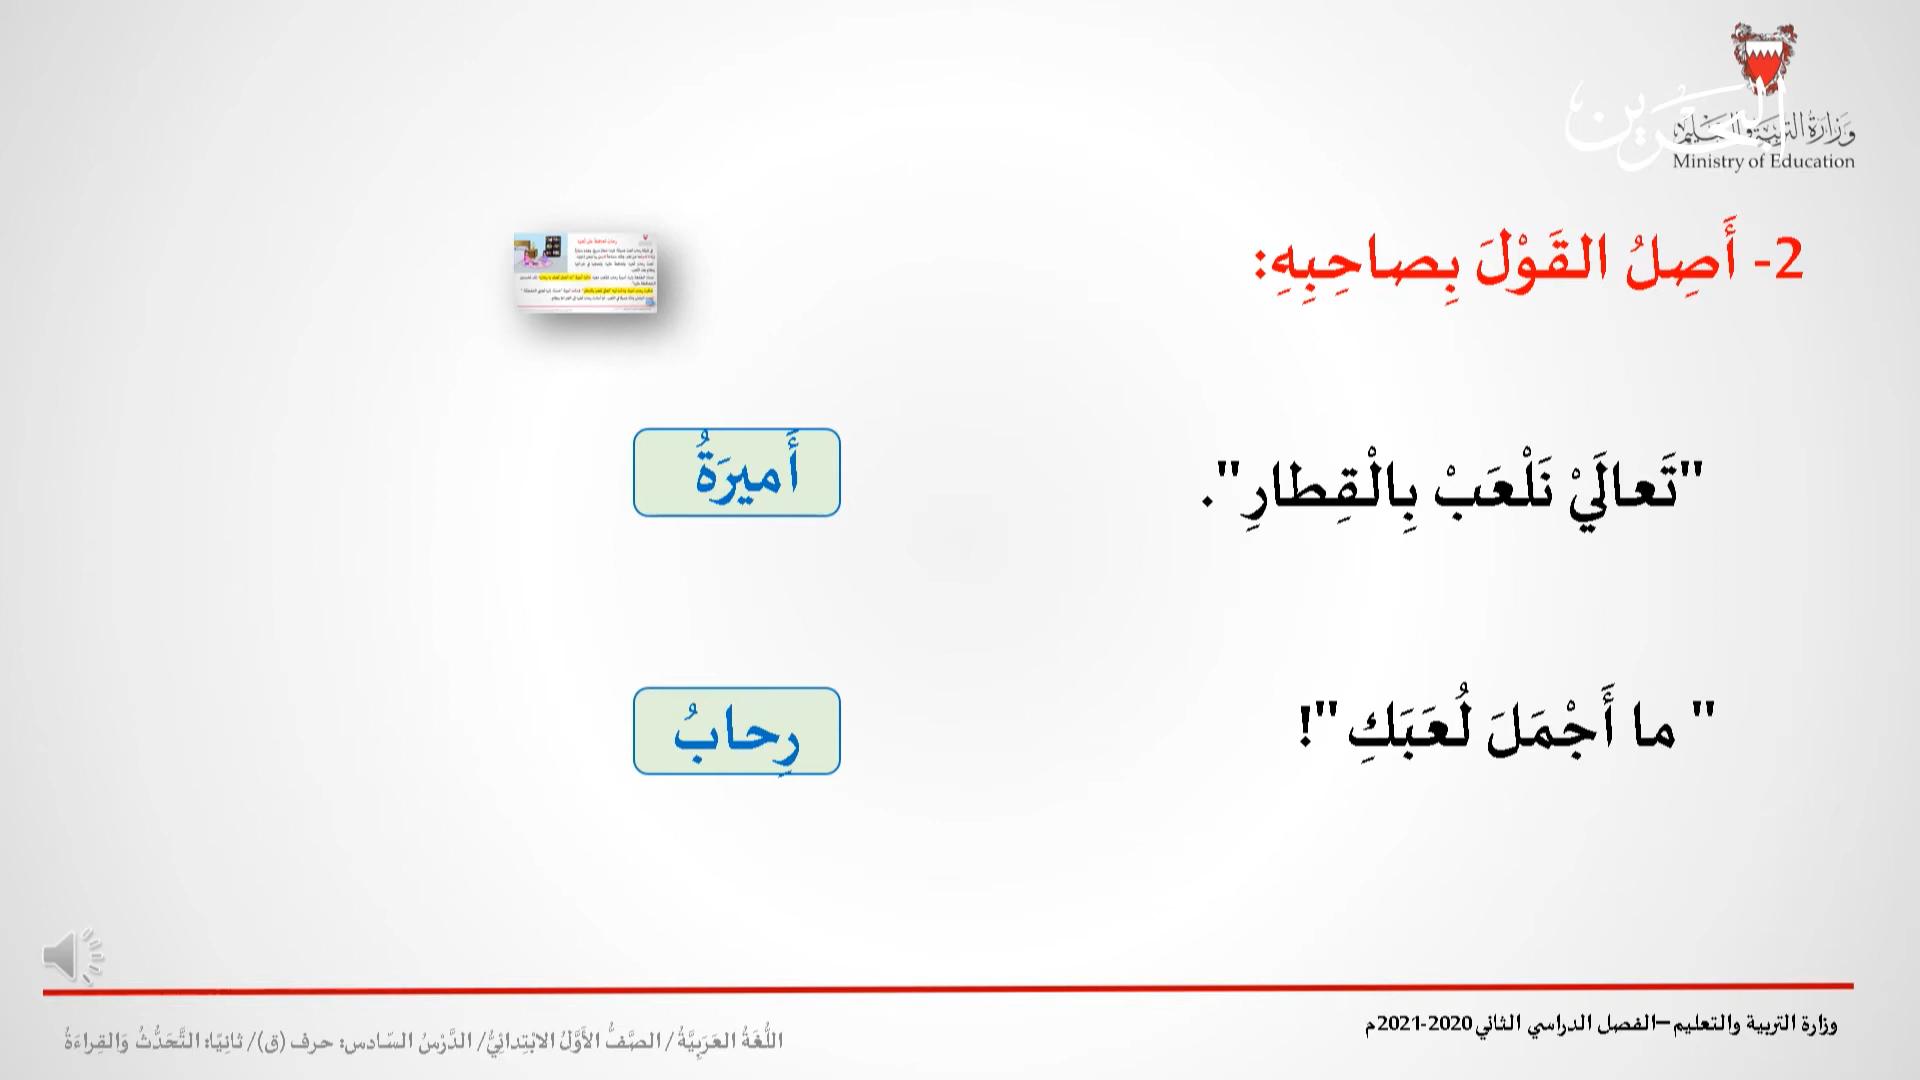 البحرين
وزارة التربية والتعليم
Ministry of Education
2- أَصِلُ القَوْلَ بِصاحِبِهِ:
"تَعالَيْ نَلْعَبْ بِالْقِطارِ".
أَميرَةُ
" ما أَجْمَلَ لُعَبَكِ"!
رِحابُ
وزارة التربية والتعليم –الفصل الدراسي الثاني 2020-2021م
اللُّغَةُ العَرَبِيَّةُ/ الصَّفُّ الأَوَّلُ الابْتِدائِيُّ/ الدَّرْسُ السّادس: حرف (ق)/ ثانِيًا: التَّحَدُّثُ وَالقِراءَةُ